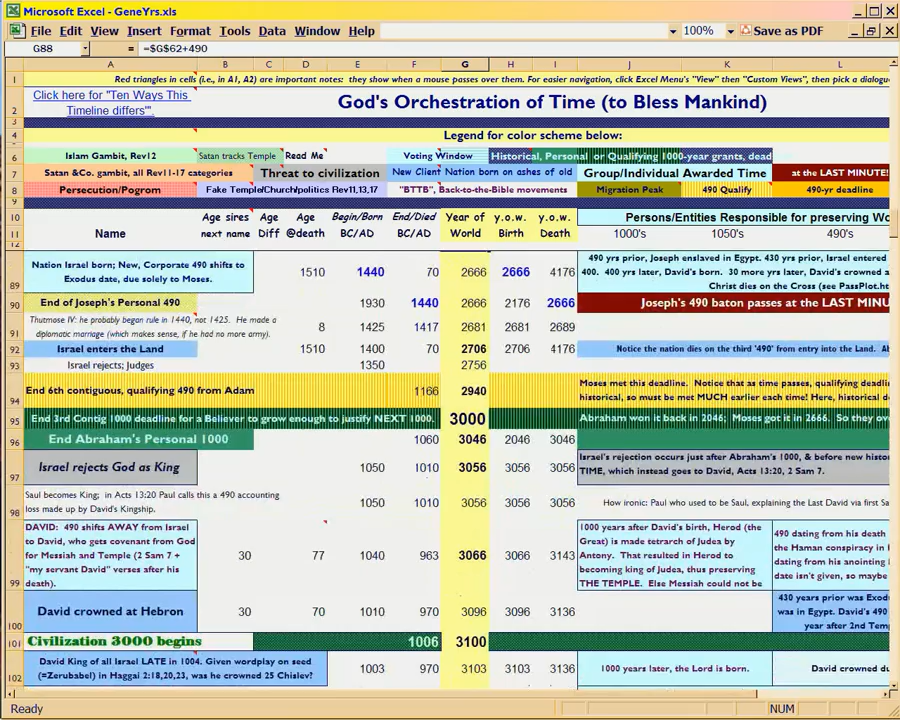 Microsoft Excel - GeneYrs.xls
File Edit View Insert Format Tools Data Window Help 100% Save as PDF
G88 = =$G$62+490
A B C D E F G H I J K L
1 Red triangles in cells (i.e., in A1, A2) are important notes: they show when a mouse passes over them. For easier navigation, click Excel Menu's "View" then "Custom Views", then pick a dialogu
Click here for "Ten Ways This
Timeline differs'".
2 God's Orchestration of Time (to Bless Mankind)
3
4 Legend for color scheme below:
6 Islam Gambit, Rev12 Satan tracks Temple Read Me Voting Window Historical, Personal or Qualifying 1000-year grants, dead
7 Satan &Co. gambit, all Rev11-17 categories Threat to civilization New Client Nation born on ashes of old Group/Individual Awarded Time at the LAST MINUTE!
8 Persecution/Pogrom Fake Temple/Church/politics Rev11,13,17 "BTTB", Back-to-the-Bible movements Migration Peak 490 Qualify 490-yr deadline
9
10 Age sires Age Age Begin/Born End/Died Year of y.o.w. y.o.w. Persons/Entities Responsible for preserving Wo
11 Name next name Diff @death BC/AD BC/AD World Birth Death 1000's 1050's 490's
12
Nation Israel born; New, Corporate 490 shifts to
Exodus date, due solely to Moses.
89 1510 1440 70 2666 2666 4176
490 years prior, Joseph enslaved in Egypt. 430 yrs prior, Israel entered
400. 400 yrs later, David's born. 30 more yrs later, David's crowned a
Christ dies on the Cross (see PassPlot.ht
90 End of Joseph's Personal 490 1930 1440 2666 2176 2666 Joseph's 490 baton passes at the LAST MINU
Thutmose IV: he probably began rule in 1440, not 1425. He made a
diplomatic marriage (which makes sense, if he had no more army).
91 8 1425 1417 2681 2681 2689
92 Israel enters the Land 1510 1400 70 2706 2706 4176 Notice the nation dies on the third '490' from entry into the Land. Al
93 Israel rejects; Judges 1350 2756
94 End 6th contiguous, qualifying 490 from Adam 1166 2940
Moses met this deadline. Notice that as time passes, qualifying deadli
historical, so must be met MUCH earlier each time! Here, historical d
95 End 3rd Contig 1000 deadline for a Believer to grow enough to justify NEXT 1000. 3000 Abraham won it back in 2046; Moses got it in 2666. So they ov
96 End Abraham's Personal 1000 1060 3046 2046 3046
97 Israel rejects God as King 1050 1010 3056 3056 3056
Israel's rejection occurs just after Abraham's 1000, & before new histo
TIME, which instead goes to David, Acts 13:20, 2 Sam 7.
Saul becomes King; in Acts 13:20 Paul calls this a 490 accounting
loss made up by David's Kingship.
98 1050 1010 3056 3056 3056 How ironic: Paul who used to be Saul, explaining the Last David via first Sa
DAVID: 490 shifts AWAY from Israel
to David, who gets covenant from God
for Messiah and Temple (2 Sam 7 +
"my servant David" verses after his
death).
99 30 77 1040 963 3066 3066 3143
1000 years after David's birth, Herod (the
Great) is made tetrarch of Judea by
Antony. That resulted in Herod to
becoming king of Judea, thus preserving
THE TEMPLE. Else Messiah could not be
490 dating from his death
the Haman conspiracy in
dating from his anointing
date isn't given, so maybe
100 David crowned at Hebron 30 70 1010 970 3096 3096 3136
430 years prior was Exod
was in Egypt. David's 490
year after 2nd Temp
101 Civilization 3000 begins 1006 3100
David King of all Israel LATE in 1004. Given wordplay on seed
(=Zerubabel) in Haggai 2:18,20,23, was he crowned 25 Chislev?
102 1003 970 3103 3103 3136 1000 years later, the Lord is born. David crowned du
Ready NUM